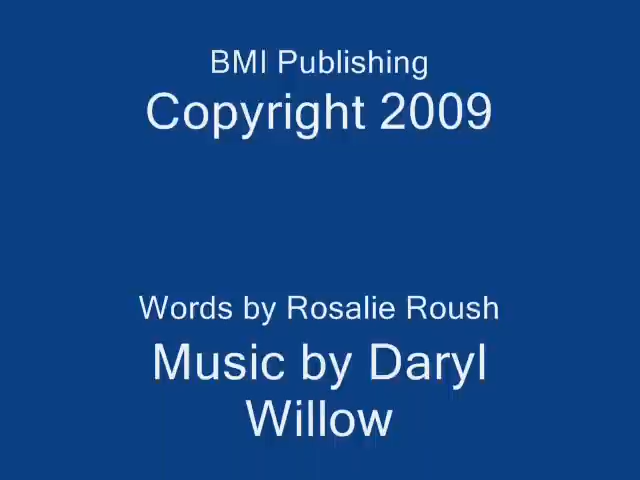 BMI Publishing
Copyright 2009
Words by Rosalie Roush
Music by Daryl
Willow